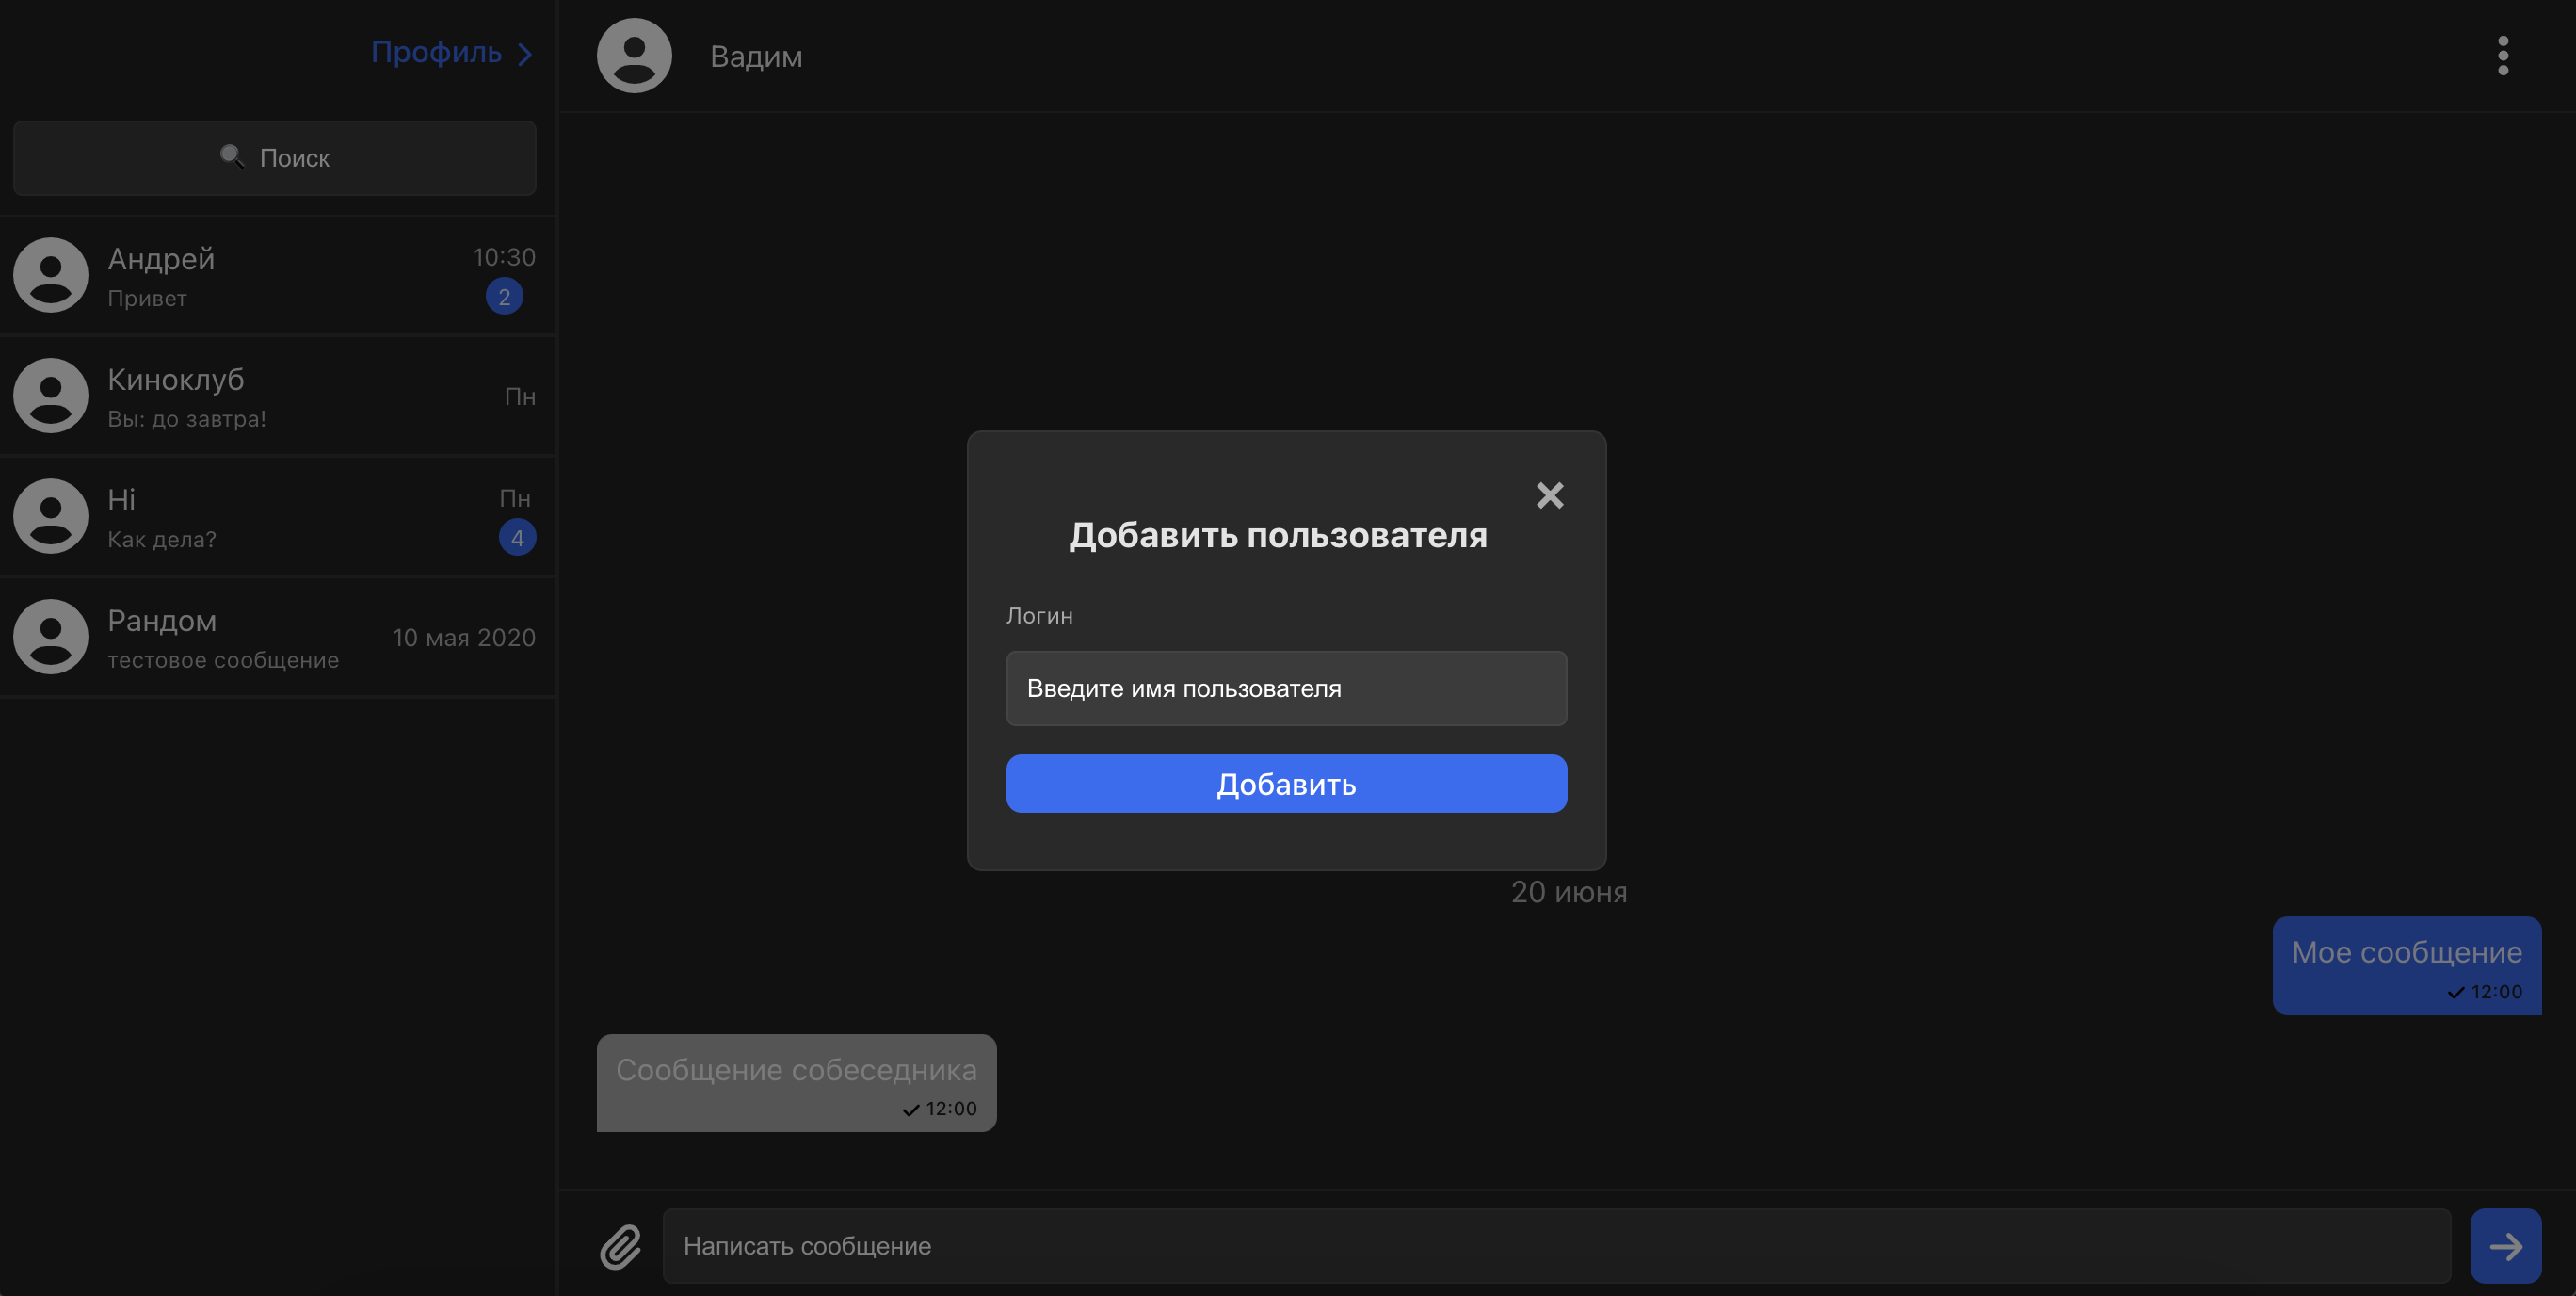 Профиль
Поиск
Андрей
10:30
Привет
2
Киноклуб
Вы: до завтра!
Пн
Hi
Пн
Как дела?
4
Рандом
тестовое сообщение
10 мая 2020
Вадим
Добавить пользователя
Логин
Введите имя пользователя
Добавить
20 июня
Мое сообщение
12:00
Сообщение собеседника
12:00
Написать сообщение